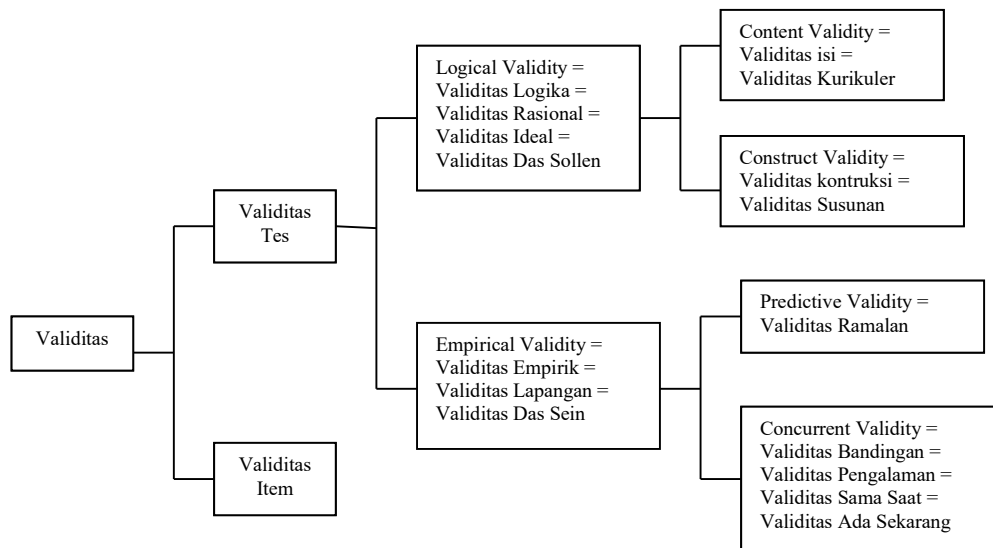 Validitas
Validitas
Tes
Validitas
Item
Logical Validity =
Validitas Logika =
Validitas Rasional =
Validitas Ideal =
Validitas Das Sollen
Empirical Validity =
Validitas Empirik =
Validitas Lapangan =
Validitas Das Sein
Content Validity =
Validitas isi =
Validitas Kurikuler
Construct Validity =
Validitas kontruksi =
Validitas Susunan
Predictive Validity =
Validitas Ramalan
Concurrent Validity =
Validitas Bandingan =
Validitas Pengalaman =
Validitas Sama Saat =
Validitas Ada Sekarang